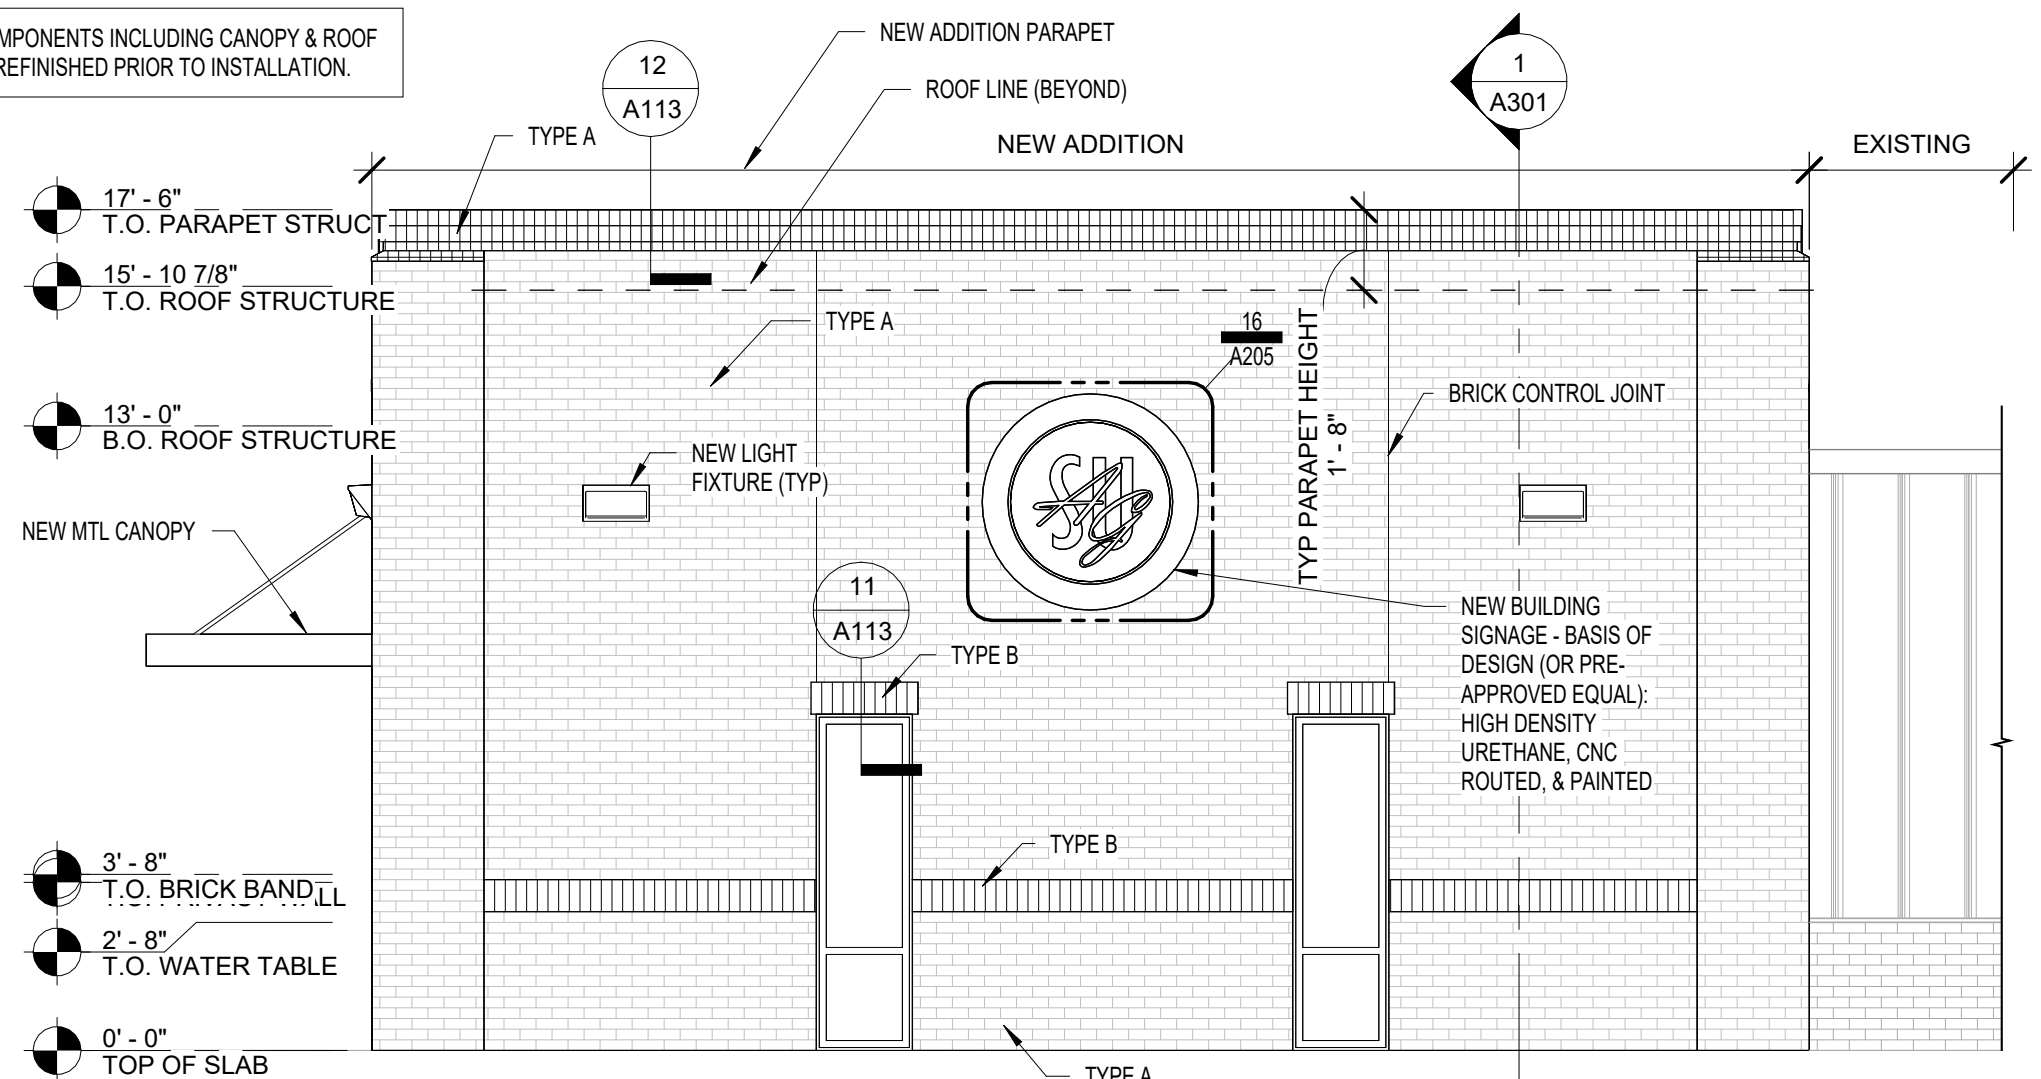 MPONENTS INCLUDING CANOPY & ROOF
REFINISHED PRIOR TO INSTALLATION.
12
A113
NEW ADDITION PARAPET
ROOF LINE (BEYOND)
TYPE A
1
A301
NEW ADDITION
EXISTING
17' - 6"
T.O. PARAPET STRUCT
15' - 10 7/8"
T.O. ROOF STRUCTURE
TYPE A
16
A205
TYP PARAPET HEIGHT
1' - 8"
BRICK CONTROL JOINT
13' - 0"
B.O. ROOF STRUCTURE
NEW LIGHT
FIXTURE (TYP)
SU
AG
NEW MTL CANOPY
11
A113
TYPE B
NEW BUILDING
SIGNAGE - BASIS OF
DESIGN (OR PRE-
APPROVED EQUAL):
HIGH DENSITY
URETHANE, CNC
ROUTED, & PAINTED
TYPE B
3' - 8"
T.O. BRICK BAND
2' - 8"
T.O. WATER TABLE
0' - 0"
TOP OF SLAB
TYPE A